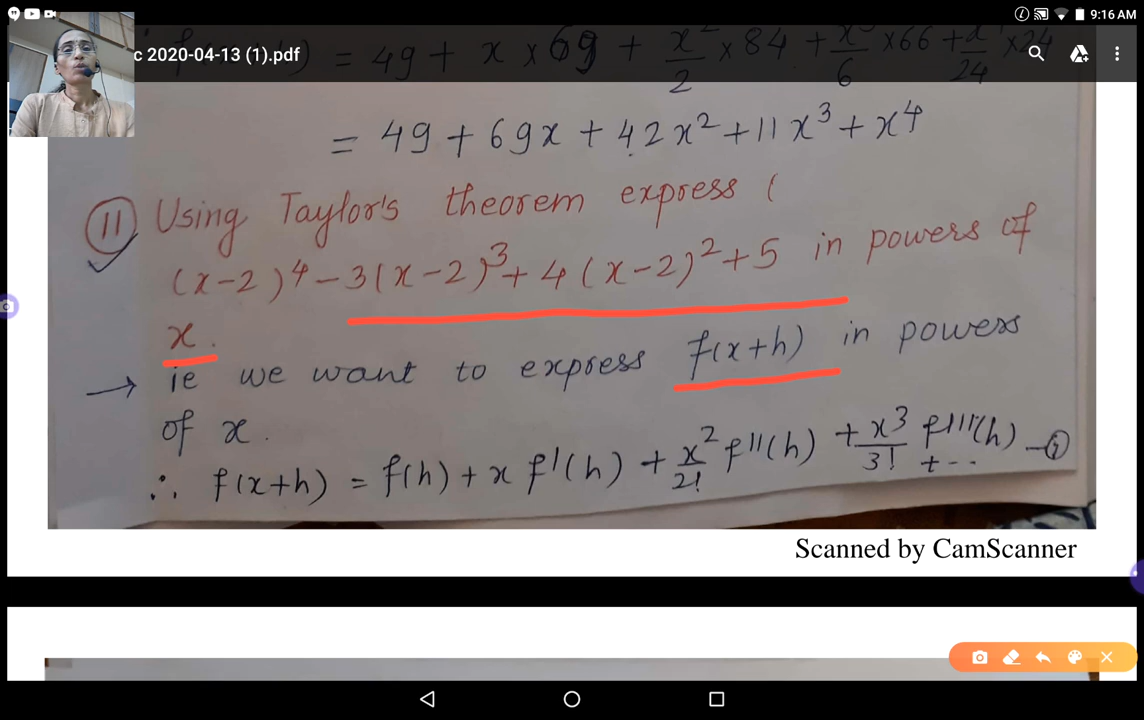 9:16 AM
c 2020-04-13 (1).pdf
= 49 + x × 69 + x²/2 × 84 + x³/6 × 66 + x⁴/24 × 24
= 49 + 69x + 42x² + 11x³ + x⁴
(11) Using Taylor's theorem express (
(x-2)⁴ - 3(x-2)³ + 4(x-2)² + 5 in powers of
x.
→ ie we want to express f(x+h) in powers
of x.
∴ f(x+h) = f(h) + x f'(h) + x²/2! f''(h) + x³/3! f'''(h) + -- —①
Scanned by CamScanner